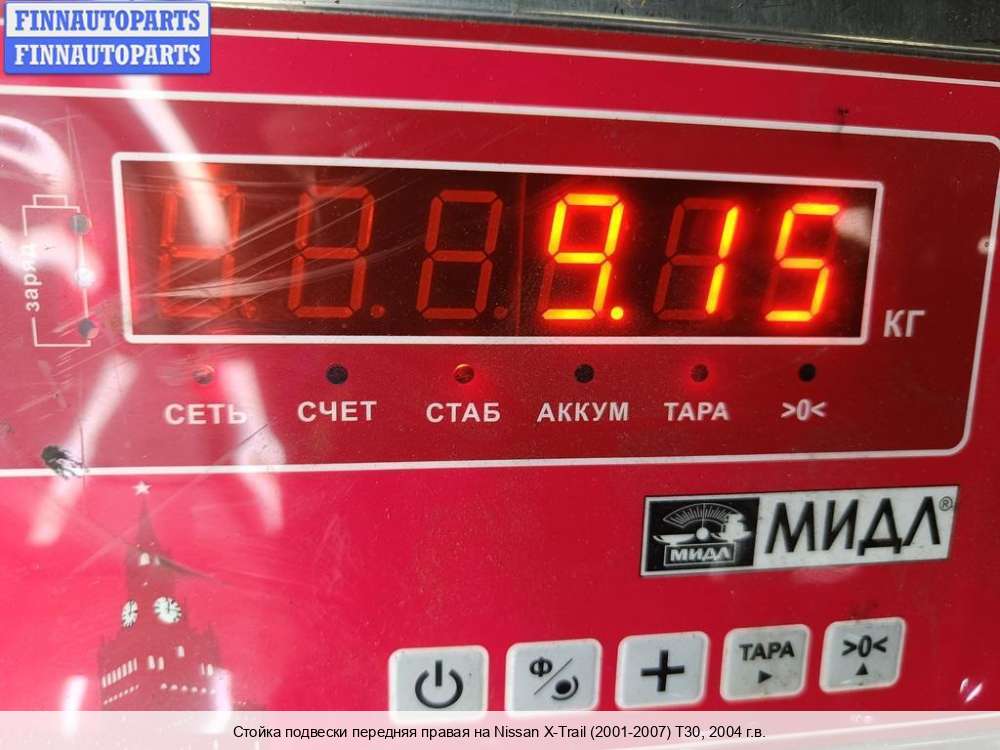 FINNAUTOPARTS
FINNAUTOPARTS
заряд
9.15
КГ
СЕТЬ СЧЕТ СТАБ АККУМ ТАРА >0<
МИДЛ МИДЛ®
Ф ТАРА >0<
Стойка подвески передняя правая на Nissan X-Trail (2001-2007) T30, 2004 г.в.